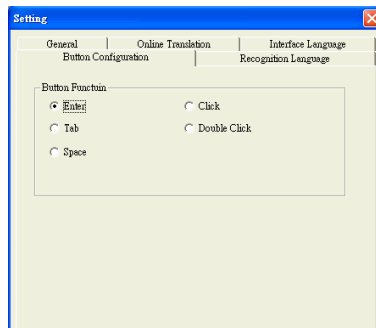 Setting
General Online Translation Interface Language
Button Configuration Recognition Language
Button Functuin
Enter Click
Tab Double Click
Space